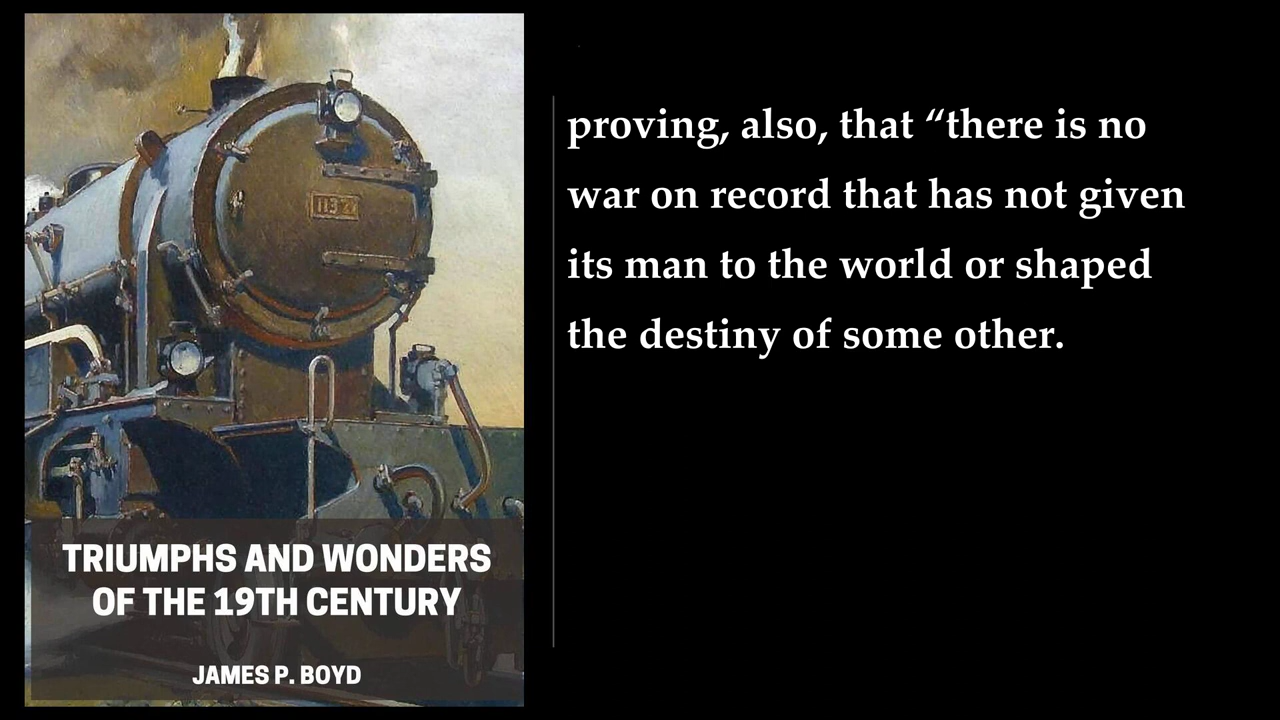 proving, also, that “there is no
war on record that has not given
its man to the world or shaped
the destiny of some other.
TRIUMPHS AND WONDERS
OF THE 19TH CENTURY
JAMES P. BOYD